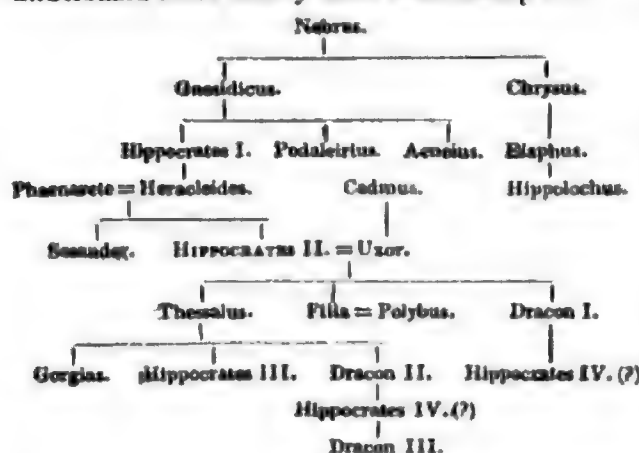 Nebrus.
Gnosidicus. Chrysus.
Hippocrates I. Podaleirius. Aeneius. Elaphus.
Phaenarete = Heracleides. Cadmus. Hippolochus.
Sosander. HIPPOCRATES II. = Uxor.
Thessalus. Filia = Polybus. Dracon I.
Gorgias. Hippocrates III. Dracon II. Hippocrates IV. (?)
Hippocrates IV. (?)
Dracon III.